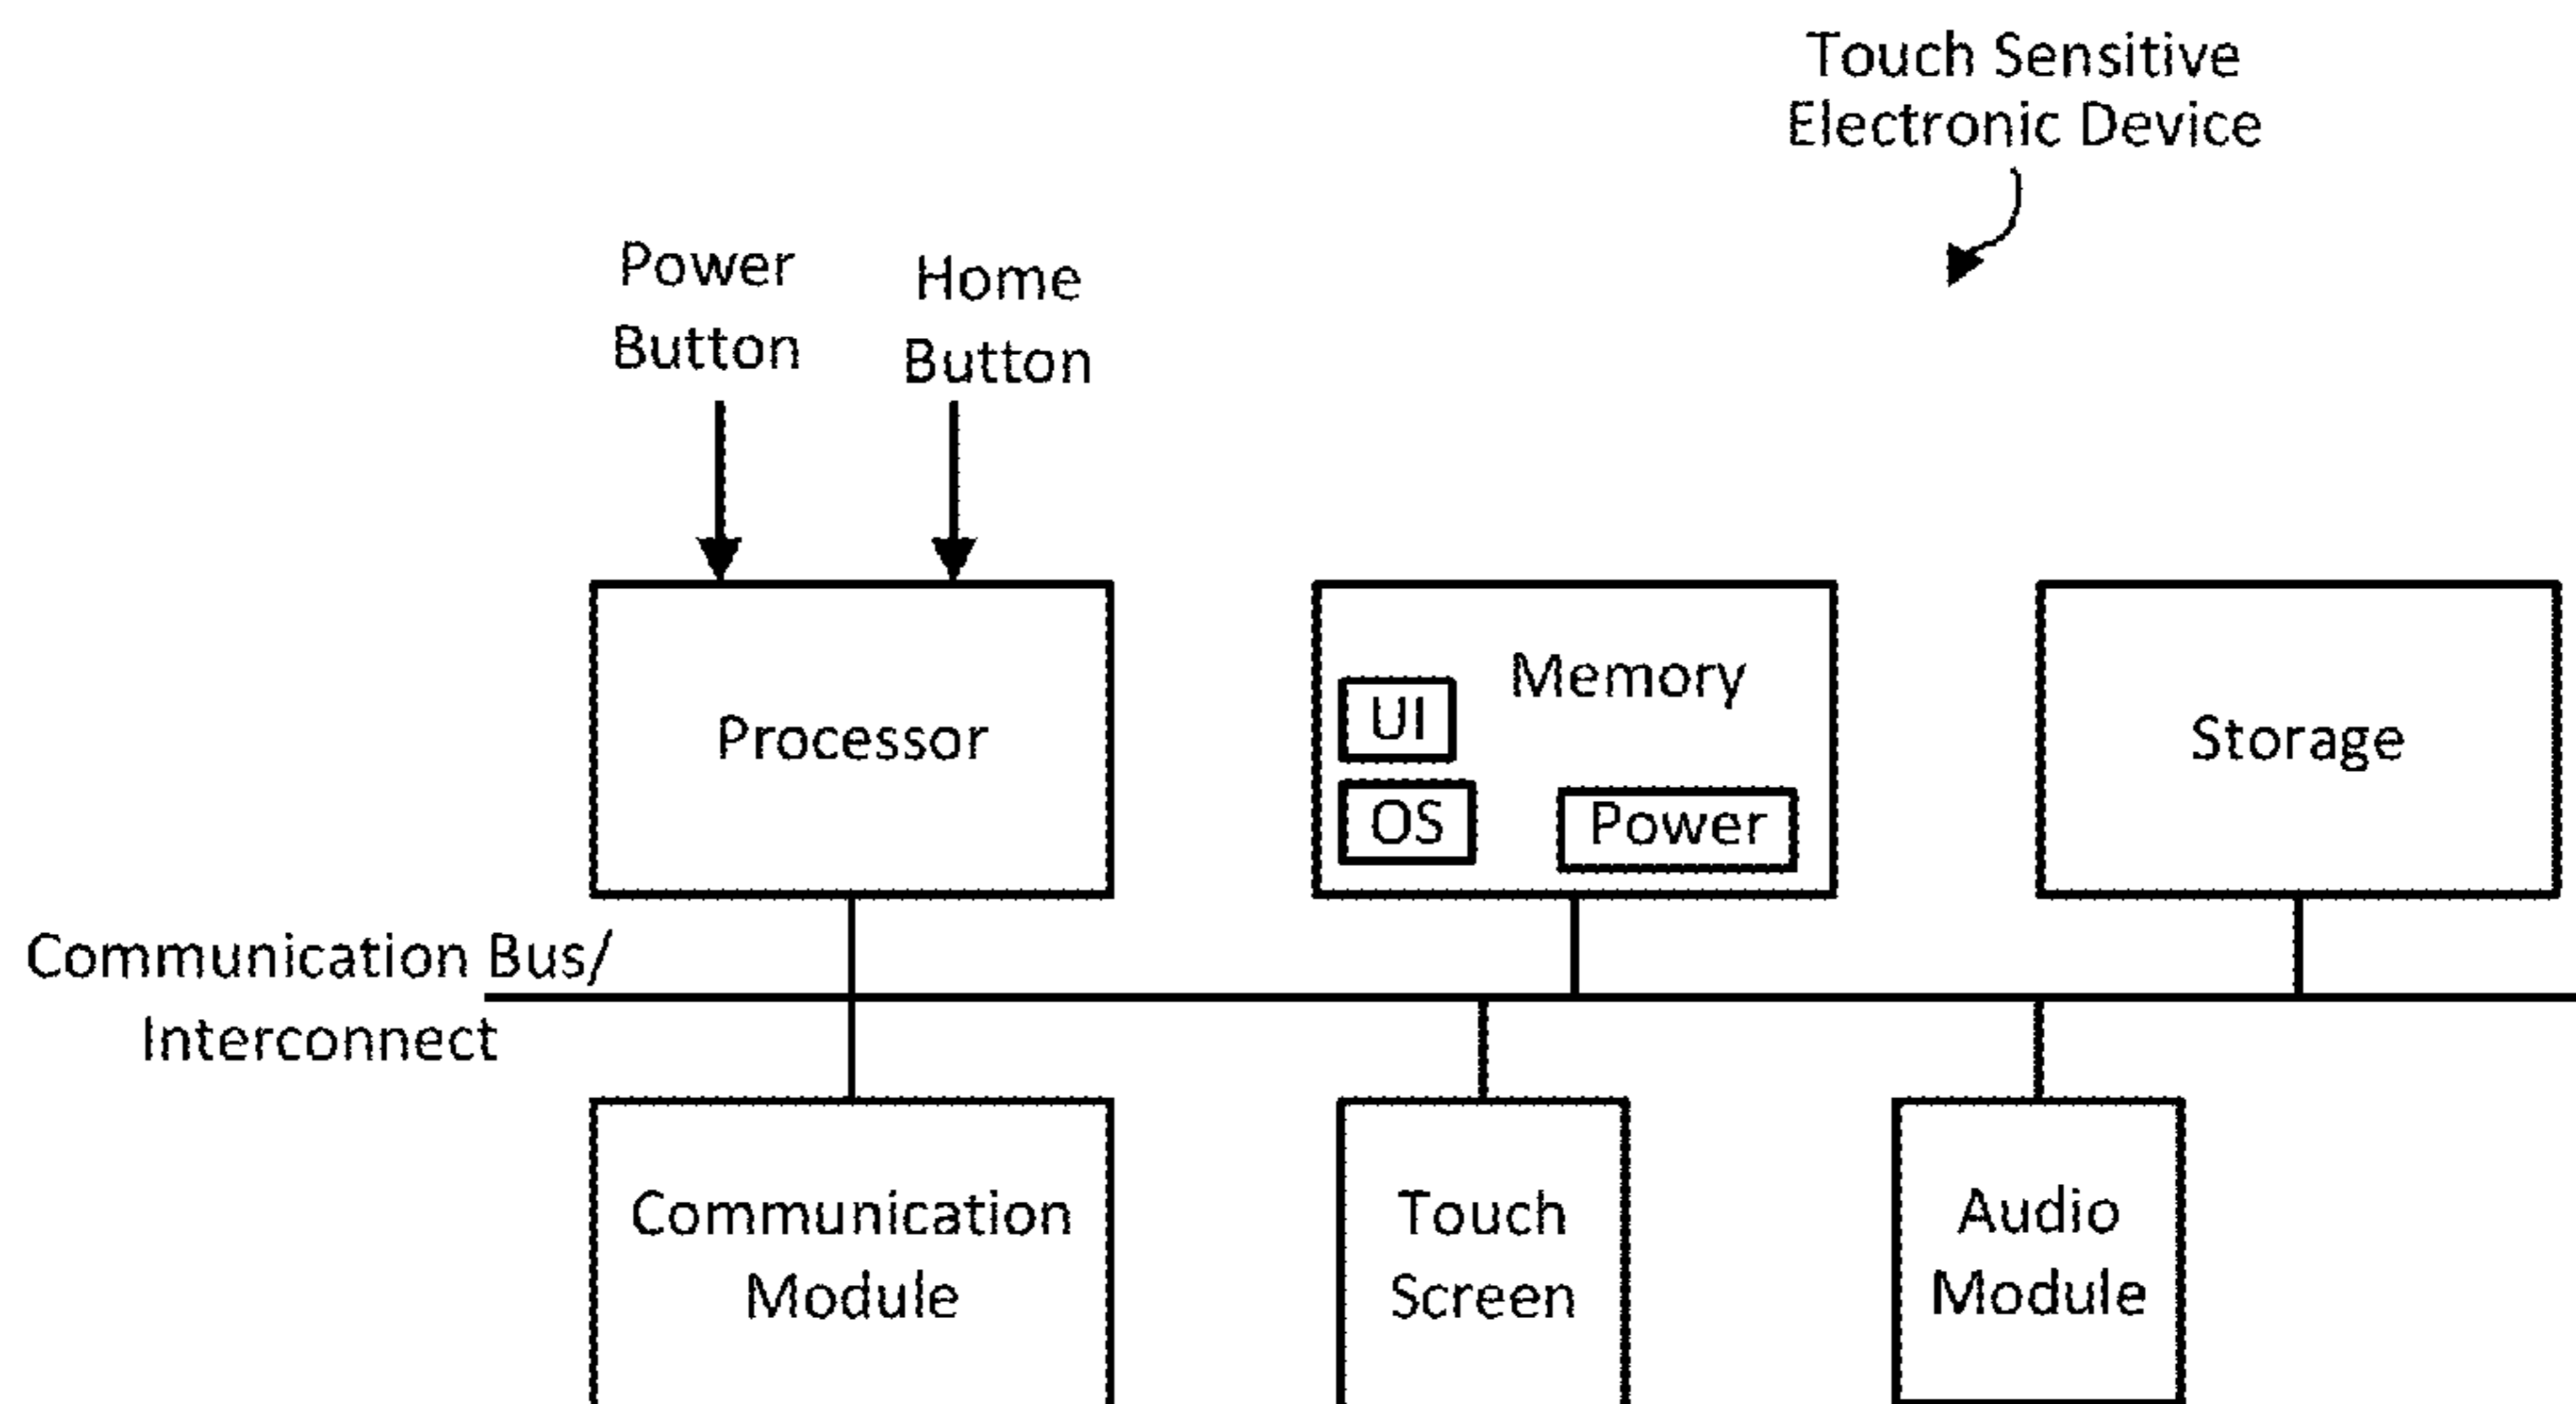 Touch Sensitive
Electronic Device
Power
Button
Home
Button
Processor
Memory
UI
OS
Power
Storage
Communication Bus/
Interconnect
Communication
Module
Touch
Screen
Audio
Module